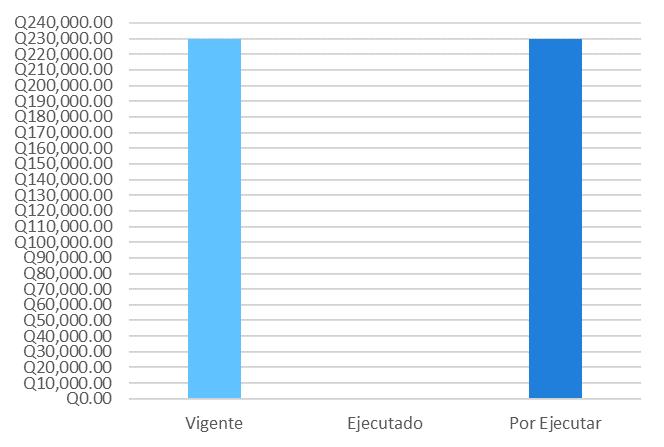 Q240,000.00
Q230,000.00
Q220,000.00
Q210,000.00
Q200,000.00
Q190,000.00
Q180,000.00
Q170,000.00
Q160,000.00
Q150,000.00
Q140,000.00
Q130,000.00
Q120,000.00
Q110,000.00
Q100,000.00
Q90,000.00
Q80,000.00
Q70,000.00
Q60,000.00
Q50,000.00
Q40,000.00
Q30,000.00
Q20,000.00
Q10,000.00
Q0.00
Vigente Ejecutado Por Ejecutar